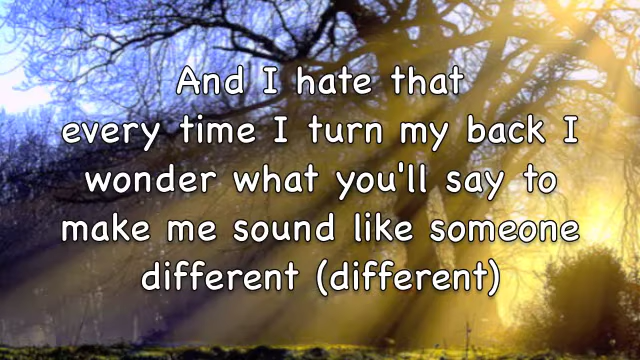 And I hate that
every time I turn my back I
wonder what you'll say to
make me sound like someone
different (different)